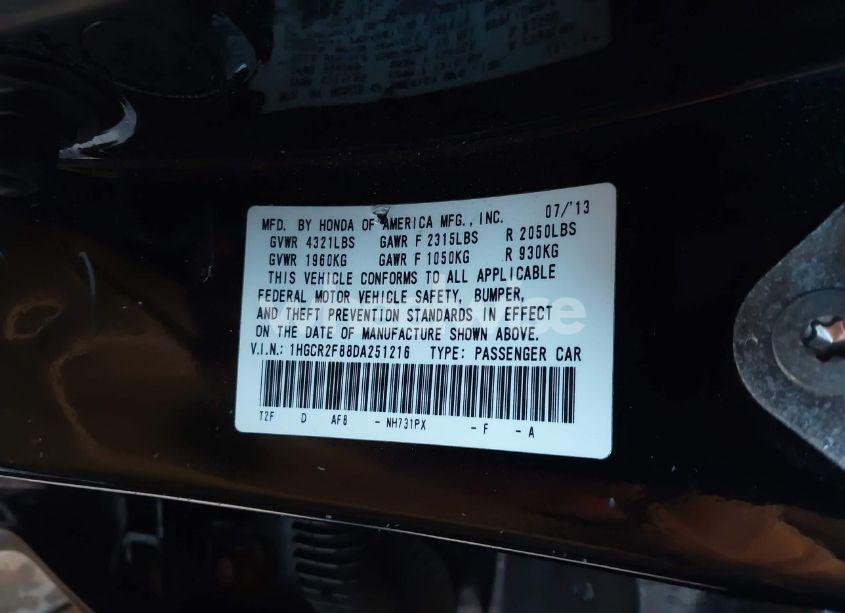 MFD. BY HONDA OF AMERICA MFG., INC. 07/'13
GVWR 4321LBS GAWR F 2315LBS R 2050LBS
GVWR 1960KG GAWR F 1050KG R 930KG
THIS VEHICLE CONFORMS TO ALL APPLICABLE
FEDERAL MOTOR VEHICLE SAFETY, BUMPER,
AND THEFT PREVENTION STANDARDS IN EFFECT
ON THE DATE OF MANUFACTURE SHOWN ABOVE.
V.I.N.: 1HGCR2F88DA251216 TYPE: PASSENGER CAR
T2F D AF8 - NH731PX - F - A